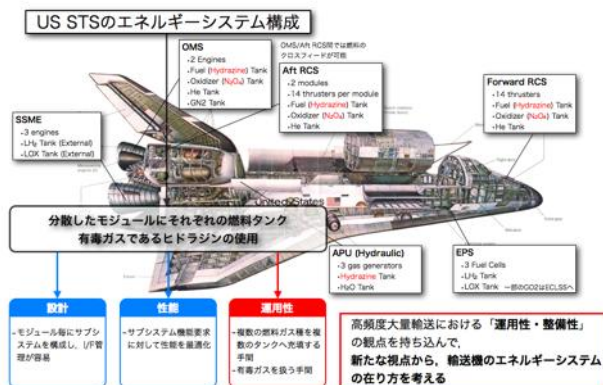 US STSのエネルギーシステム構成
OMS
•2 Engines
•Fuel (Hydrazine) Tank
•Oxidizer (N₂O₄) Tank
•He Tank
•GN2 Tank
OMS/Aft RCS間では燃料の
クロスフィードが可能
Aft RCS
•2 modules
•14 thrusters per module
•Fuel (Hydrazine) Tank
•Oxidizer (N₂O₄) Tank
•He Tank
Forward RCS
•14 thrusters
•Fuel (Hydrazine) Tank
•Oxidizer (N₂O₄) Tank
•He Tank
SSME
•3 engines
•LH₂ Tank (External)
•LOX Tank (External)
United States
分散したモジュールにそれぞれの燃料タンク
有毒ガスであるヒドラジンの使用
APU (Hydraulic)
•3 gas generators
•Hydrazine Tank
•H₂O Tank
EPS
•3 Fuel Cells
•LH₂ Tank
•LOX Tank 〜一部のGO2はECLSSへ
設計
-モジュール毎にサブシ
ステムを構成し、I/F管
理が容易
性能
-サブシステム機能要求
に対して性能を最適化
運用性
-複数の燃料ガス種を複
数のタンクへ充填する
手間
-有毒ガスを扱う手間
高頻度大量輸送における「運用性・整備性」
の観点を持ち込んで,
新たな視点から，輸送機のエネルギーシステム
の在り方を考える